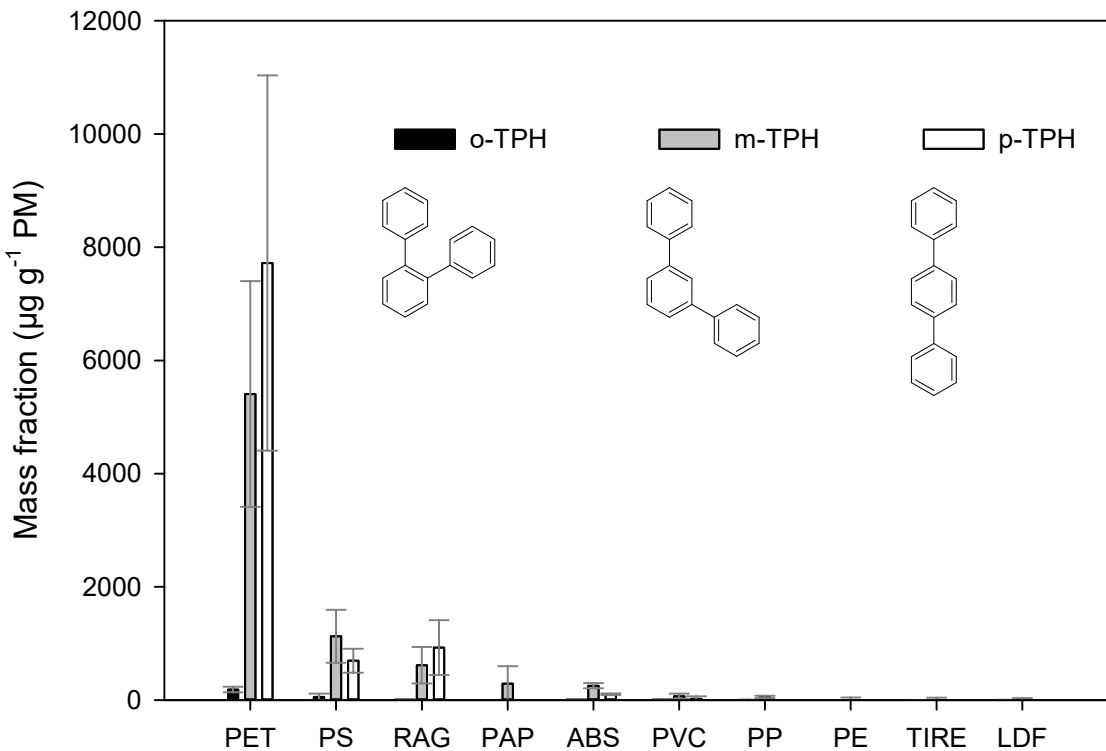 12000
10000
8000
6000
4000
2000
0
Mass fraction (µg g-1 PM)
o-TPH m-TPH p-TPH
PET PS RAG PAP ABS PVC PP PE TIRE LDF